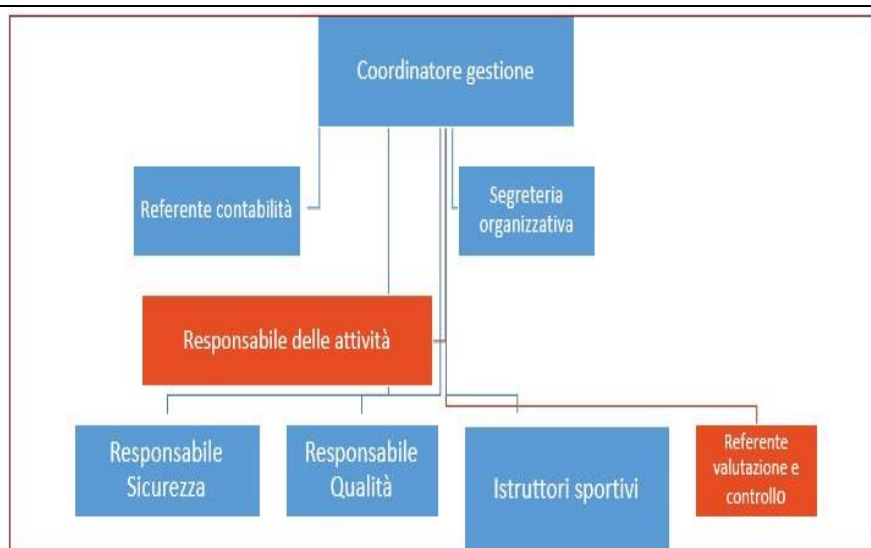 Coordinatore gestione
Referente contabilità
Segreteria
organizzativa
Responsabile delle attività
Responsabile
Sicurezza
Responsabile
Qualità
Istruttori sportivi
Referente
valutazione e
controllo